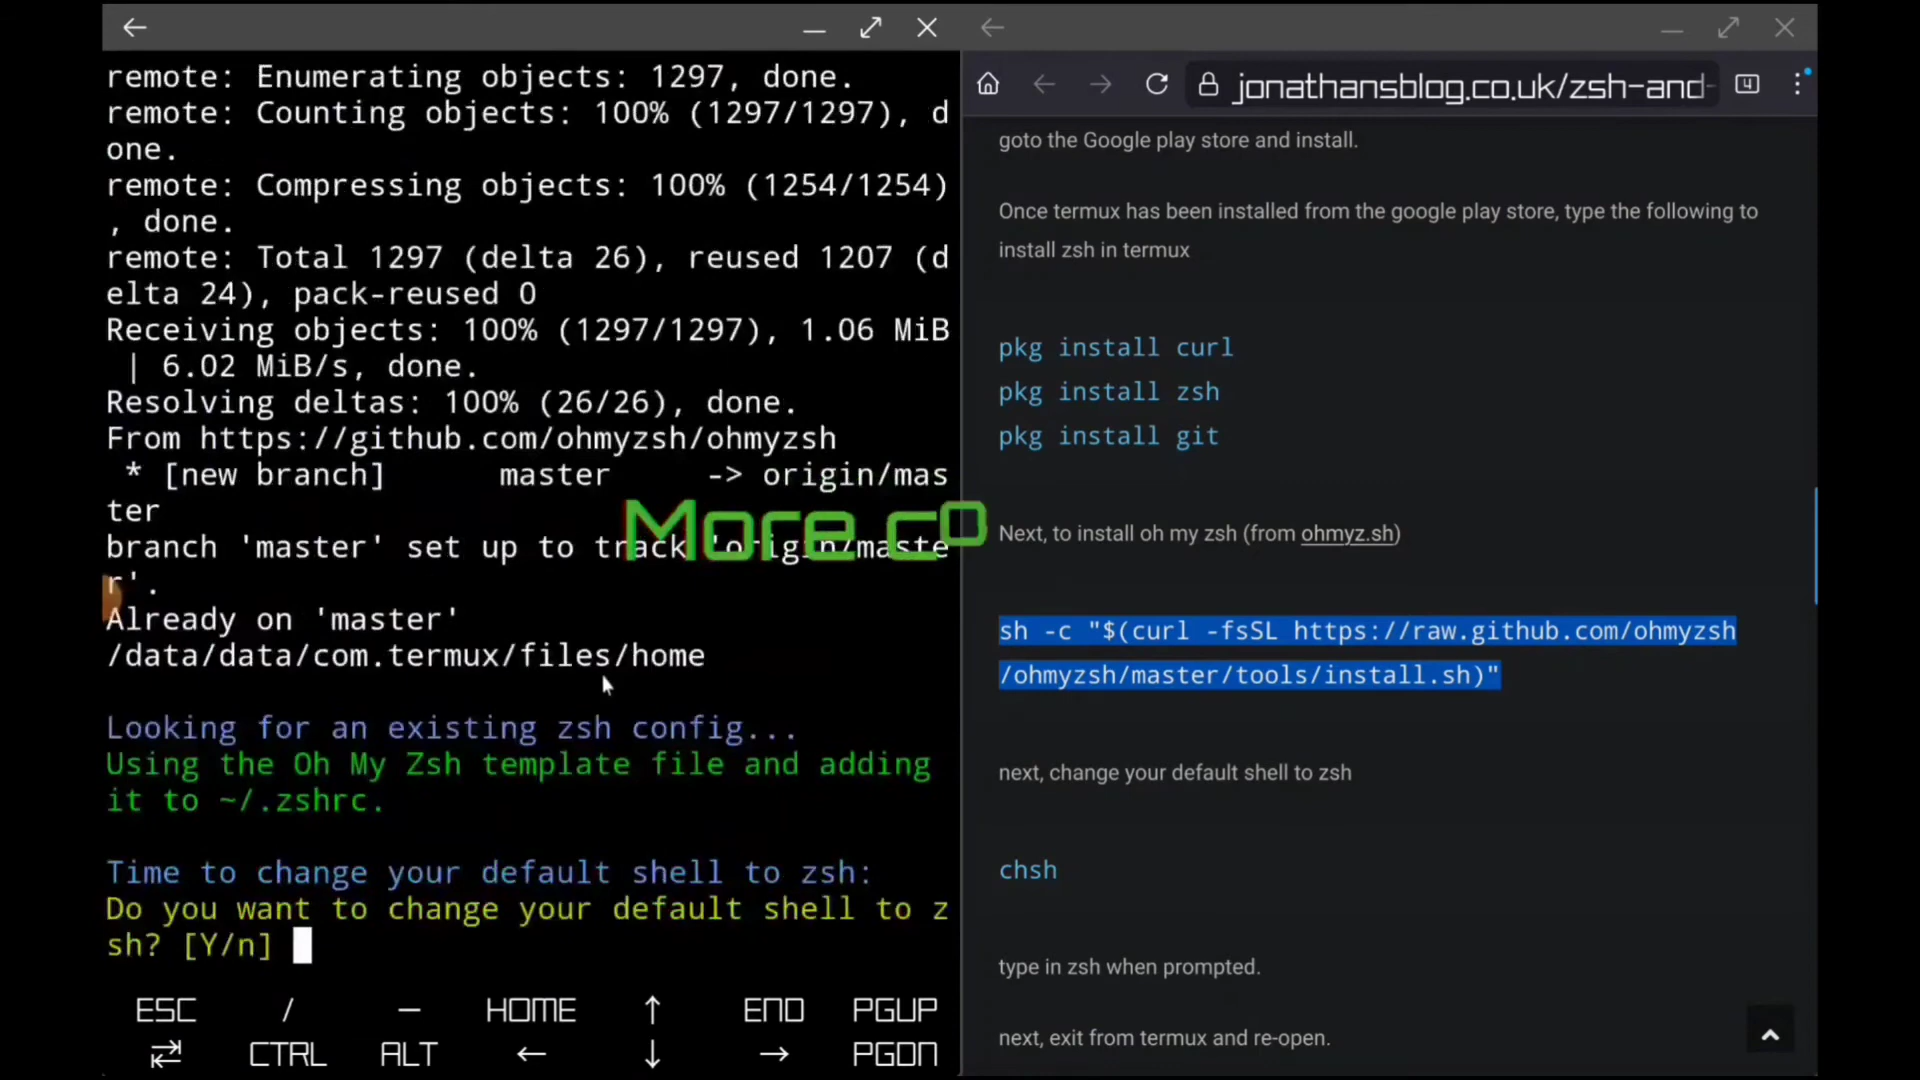 remote: Enumerating objects: 1297, done.
remote: Counting objects: 100% (1297/1297), d
one.
remote: Compressing objects: 100% (1254/1254)
, done.
remote: Total 1297 (delta 26), reused 1207 (d
elta 24), pack-reused 0
Receiving objects: 100% (1297/1297), 1.06 MiB
| 6.02 MiB/s, done.
Resolving deltas: 100% (26/26), done.
From https://github.com/ohmyzsh/ohmyzsh
* [new branch] master -> origin/mas
ter
More co
branch 'master' set up to track 'origin/maste
r'.
Already on 'master'
/data/data/com.termux/files/home
Looking for an existing zsh config...
Using the Oh My Zsh template file and adding
it to ~/.zshrc.
Time to change your default shell to zsh:
Do you want to change your default shell to z
sh? [Y/n]
ESC / — HOME ↑ END PGUP
⇄ CTRL ALT ← ↓ → PGDN
jonathansblog.co.uk/zsh-and-
4
goto the Google play store and install.
Once termux has been installed from the google play store, type the following to
install zsh in termux
pkg install curl
pkg install zsh
pkg install git
Next, to install oh my zsh (from ohmyz.sh)
sh -c "$(curl -fsSL https://raw.github.com/ohmyzsh
/ohmyzsh/master/tools/install.sh)"
next, change your default shell to zsh
chsh
type in zsh when prompted.
next, exit from termux and re-open.